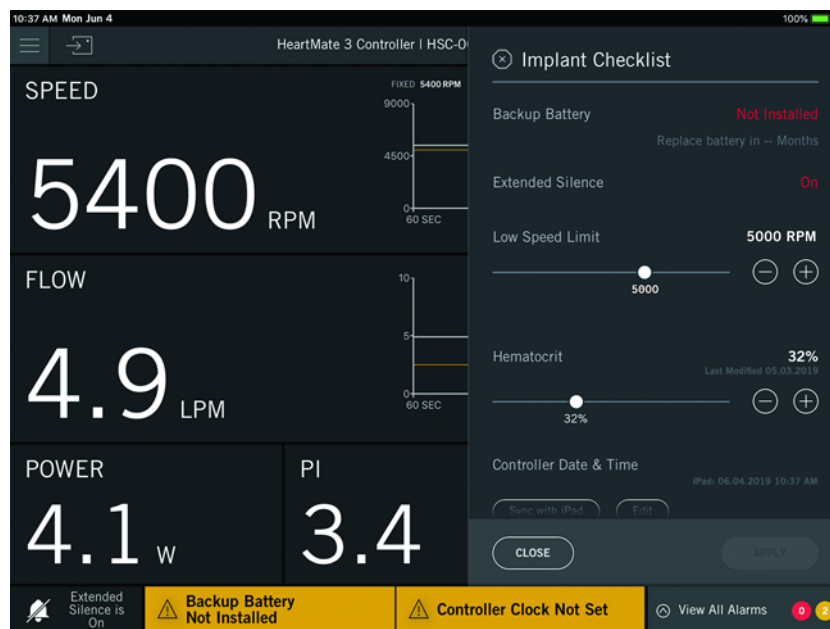 10:37 AM Mon Jun 4
100%
HeartMate 3 Controller | HSC-0
SPEED
FIXED 5400 RPM
9000
4500
0
60 SEC
5400 RPM
FLOW
10
5
0
60 SEC
4.9 LPM
POWER
4.1 W
PI
3.4
Implant Checklist
Backup Battery Not Installed
Replace battery in -- Months
Extended Silence On
Low Speed Limit 5000 RPM
5000
Hematocrit 32%
Last Modified 05.03.2019
32%
Controller Date & Time
iPad: 06.04.2019 10:37 AM
Sync with iPad Edit
CLOSE APPLY
Extended
Silence is
On
Backup Battery
Not Installed
Controller Clock Not Set
View All Alarms 0 2